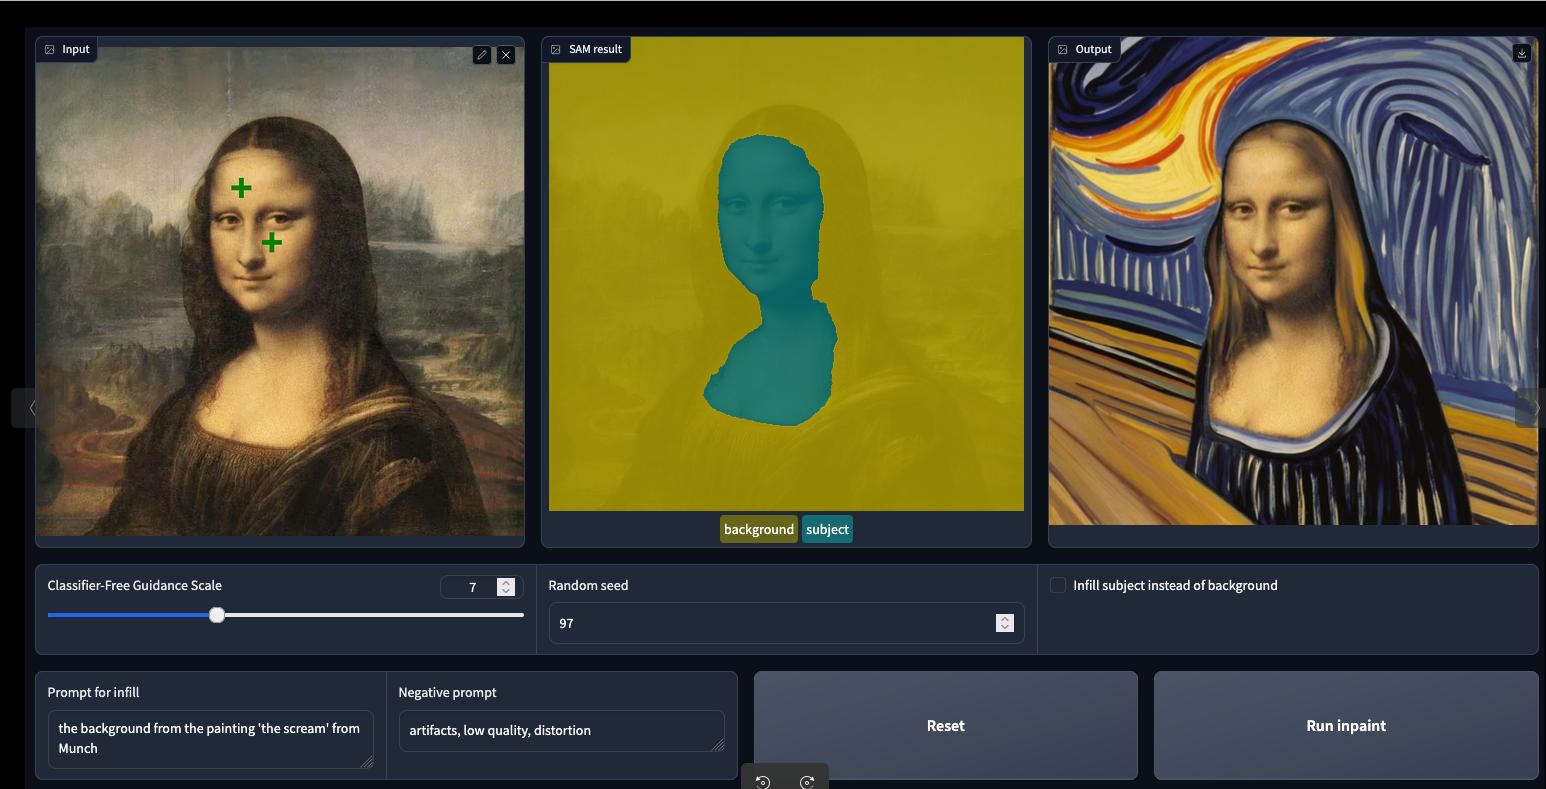 Input
SAM result
Output
background subject
Classifier-Free Guidance Scale
7
Random seed
97
Infill subject instead of background
Prompt for infill
the background from the painting 'the scream' from
Munch
Negative prompt
artifacts, low quality, distortion
Reset
Run inpaint